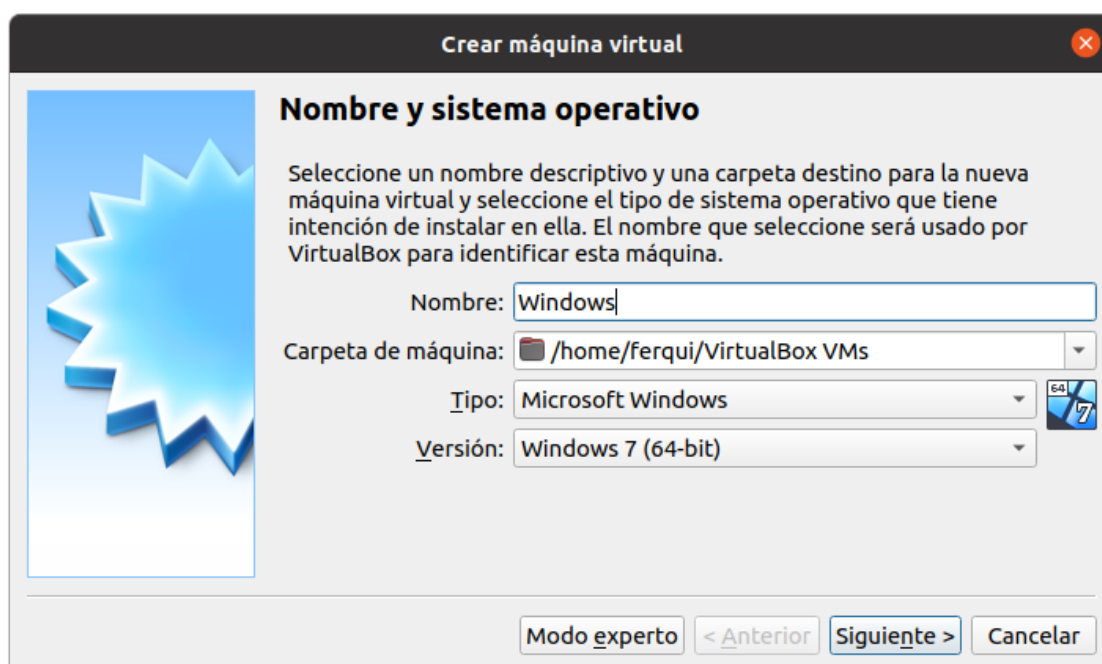 Crear máquina virtual
Nombre y sistema operativo
Seleccione un nombre descriptivo y una carpeta destino para la nueva
máquina virtual y seleccione el tipo de sistema operativo que tiene
intención de instalar en ella. El nombre que seleccione será usado por
VirtualBox para identificar esta máquina.
Nombre: Windows
Carpeta de máquina: /home/ferqui/VirtualBox VMs
Tipo: Microsoft Windows
64
7
Versión: Windows 7 (64-bit)
Modo experto < Anterior Siguiente > Cancelar